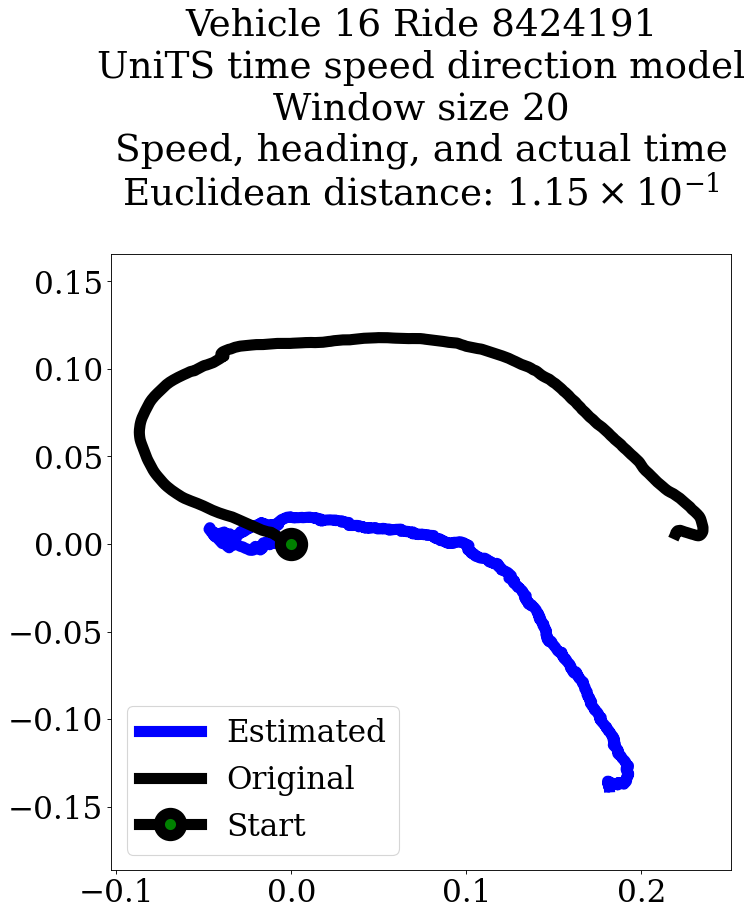 Vehicle 16 Ride 8424191
UniTS time speed direction model
Window size 20
Speed, heading, and actual time
Euclidean distance: 1.15 × 10⁻¹
0.15
0.10
0.05
0.00
−0.05
−0.10
−0.15
Estimated
Original
Start
−0.1 0.0 0.1 0.2